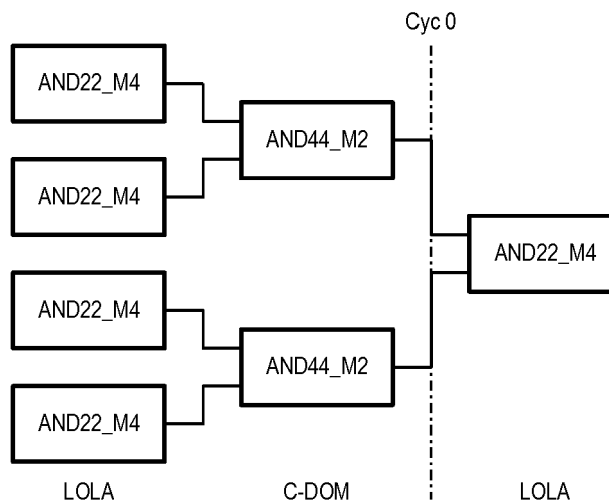 Cyc 0
AND22_M4
AND44_M2
AND22_M4
AND22_M4
AND22_M4
AND44_M2
AND22_M4
LOLA
C-DOM
LOLA